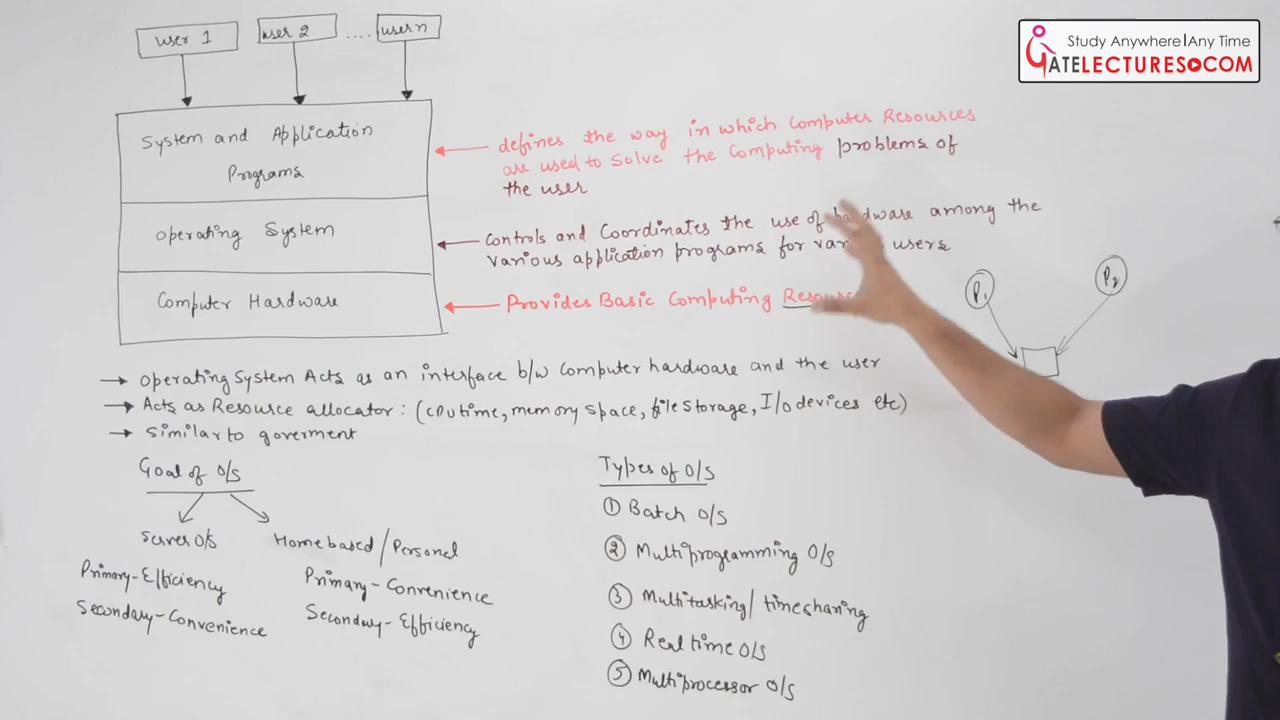 user 1
user 2
....
user n
Study Anywhere|Any Time
GATELECTURES.COM
System and Application
Programs
defines the way in which Computer Resources
are used to Solve the Computing problems of
the user
operating System
Controls and Coordinates the use of hardware among the
various application programs for users
Computer Hardware
Provides Basic Computing
P1
P2
→ operating System Acts as an interface b/w Computer hardware and the user
→ Acts as Resource allocator : (CPU time, memory Space, file Storage, I/o devices etc)
→ Similar to goverment
Goal of O/S
Types of O/S
Server O/s
Home based / Personal
Primary-Efficiency
Primary-Convenience
Secondary-Convenience
Secondary-Efficiency
① Batch O/S
② Multiprogramming O/S
③ Multitasking/ timesharing
④ Real time O/S
⑤ Multiprocessor O/S